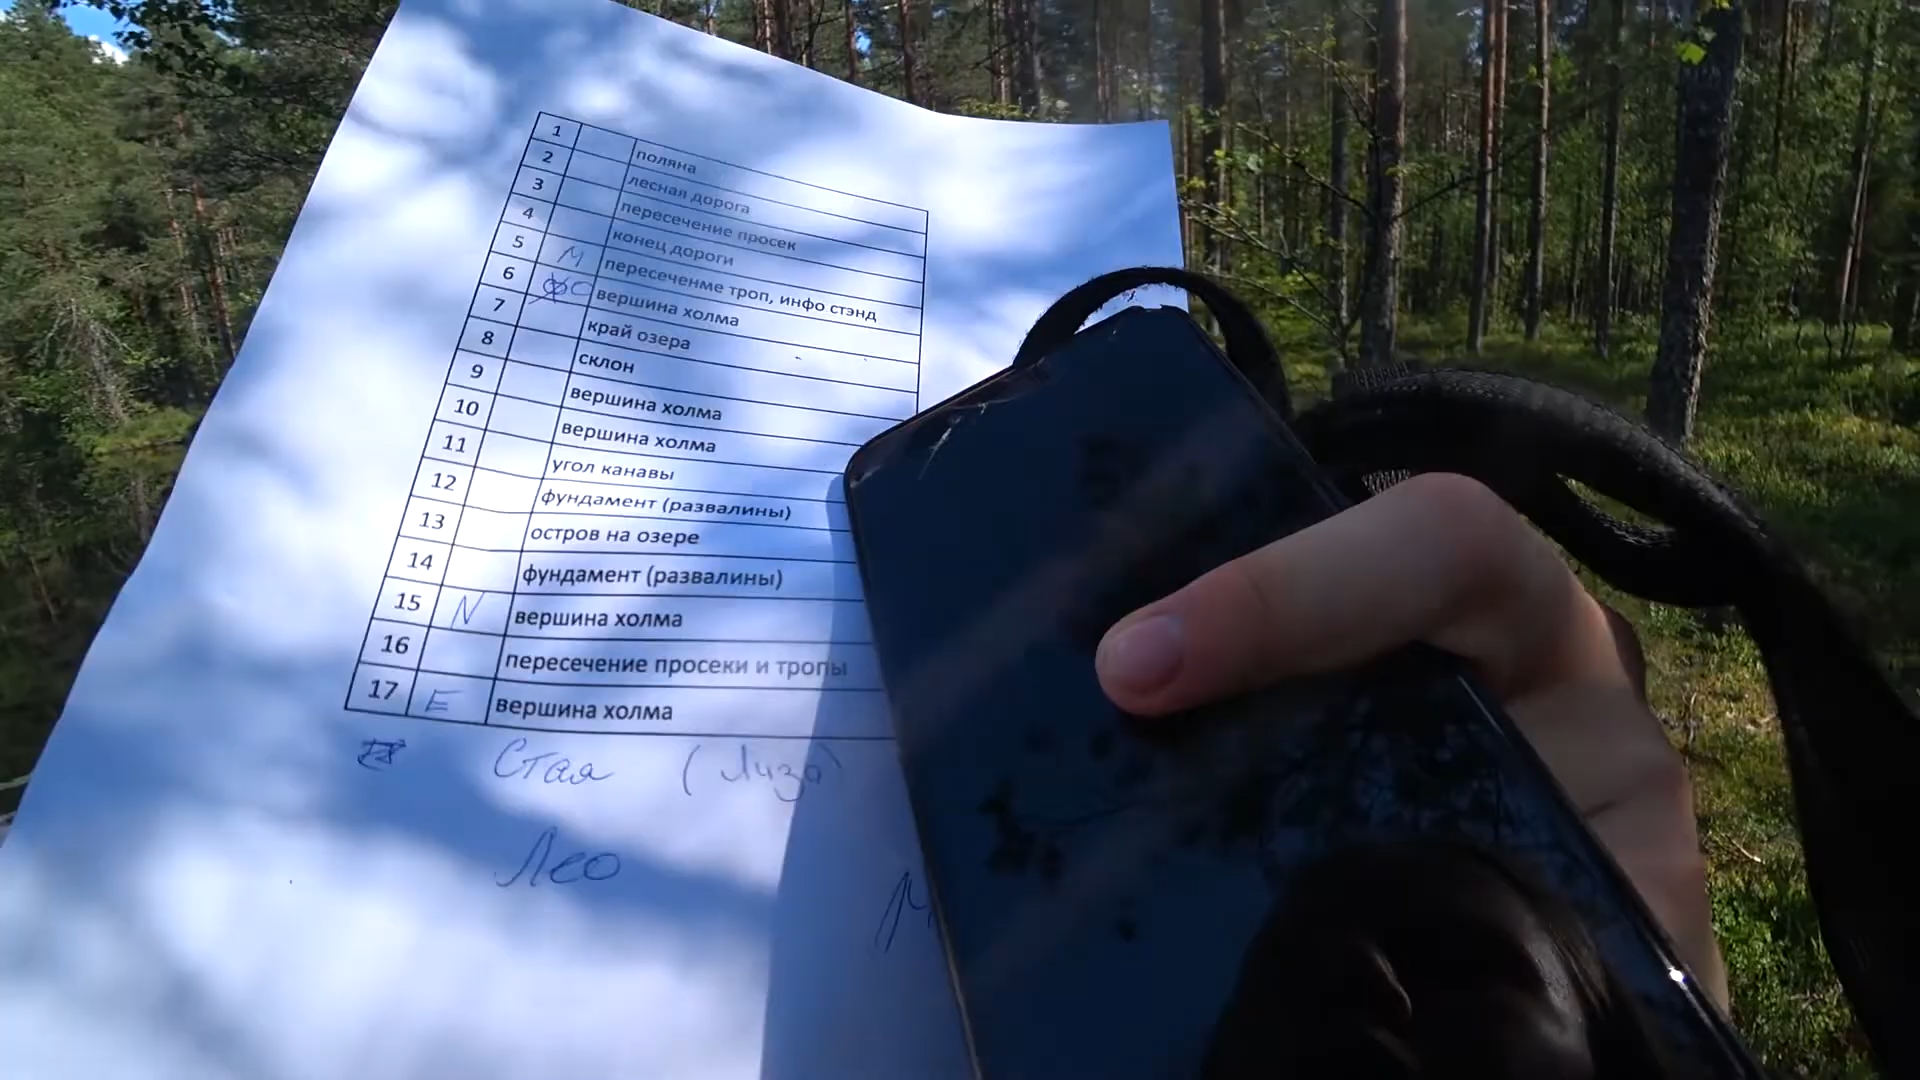 1 поляна
2 лесная дорога
3 пересечение просек
4 конец дороги
5 М пересеченме троп, инфо стэнд
6 О вершина холма
7 край озера
8 склон
9 вершина холма
10 вершина холма
11 угол канавы
12 фундамент (развалины)
13 остров на озере
14 фундамент (развалины)
15 N вершина холма
16 пересечение просеки и тропы
17 E вершина холма
Стая (Лиза)
Лео